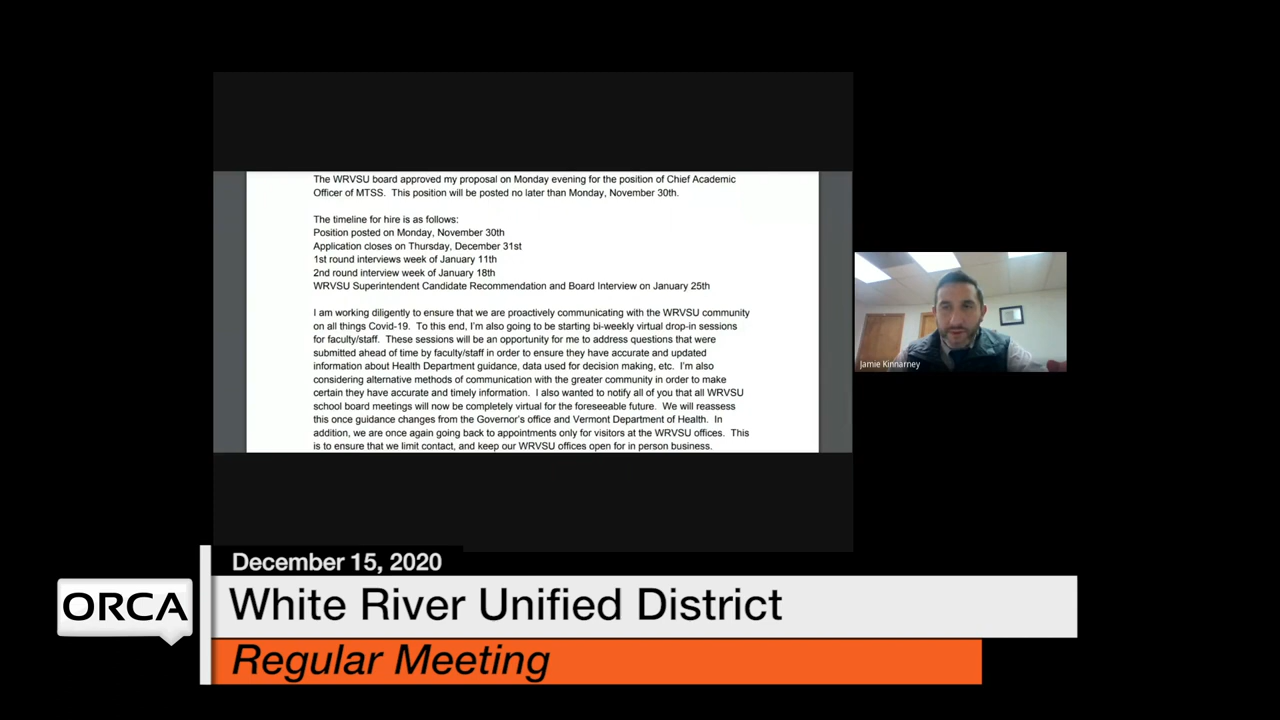 The WRVSU board approved my proposal on Monday evening for the position of Chief Academic
Officer of MTSS.  This position will be posted no later than Monday, November 30th.
The timeline for hire is as follows:
Position posted on Monday, November 30th
Application closes on Thursday, December 31st
1st round interviews week of January 11th
2nd round interview week of January 18th
WRVSU Superintendent Candidate Recommendation and Board Interview on January 25th
I am working diligently to ensure that we are proactively communicating with the WRVSU community
on all things Covid-19.  To this end, I'm also going to be starting bi-weekly virtual drop-in sessions
for faculty/staff.  These sessions will be an opportunity for me to address questions that were
submitted ahead of time by faculty/staff in order to ensure they have accurate and updated
information about Health Department guidance, data used for decision making, etc.  I'm also
considering alternative methods of communication with the greater community in order to make
certain they have accurate and timely information.  I also wanted to notify all of you that all WRVSU
school board meetings will now be completely virtual for the foreseeable future.  We will reassess
this once guidance changes from the Governor's office and Vermont Department of Health.  In
addition, we are once again going back to appointments only for visitors at the WRVSU offices.  This
is to ensure that we limit contact, and keep our WRVSU offices open for in person business.
Jamie Kinnarney
December 15, 2020
ORCA
White River Unified District
Regular Meeting